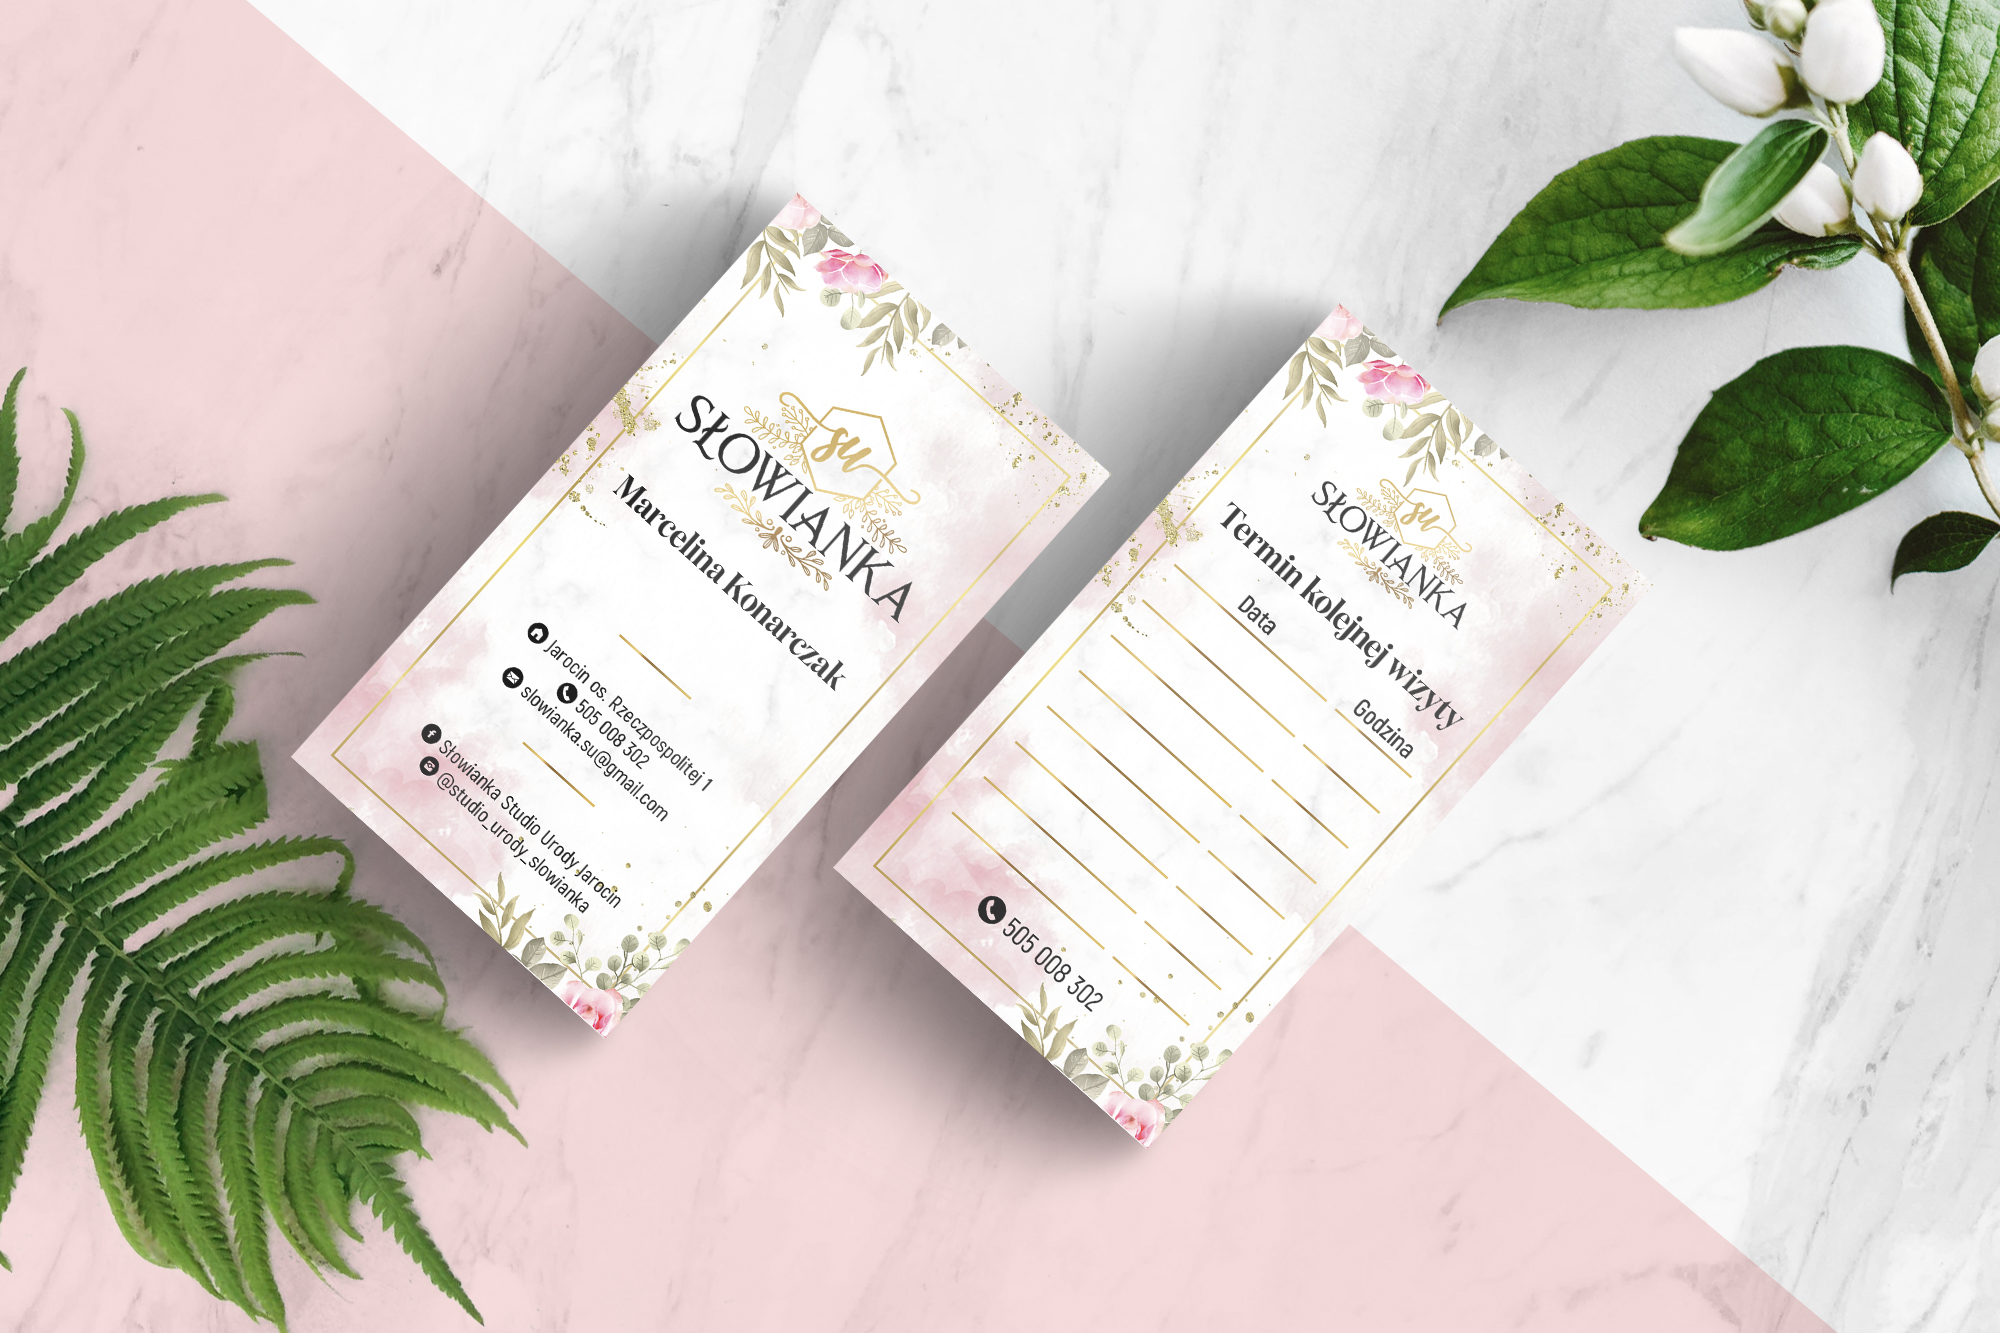 su
SŁOWIANKA
Marcelina Konarczak
Jarocin os. Rzeczpospolitej 1
505 008 302
slowianka.su@gmail.com
Słowianka Studio Urody Jarocin
@studio_urody_slowianka
su
SŁOWIANKA
Termin kolejnej wizyty
Data Godzina
505 008 302